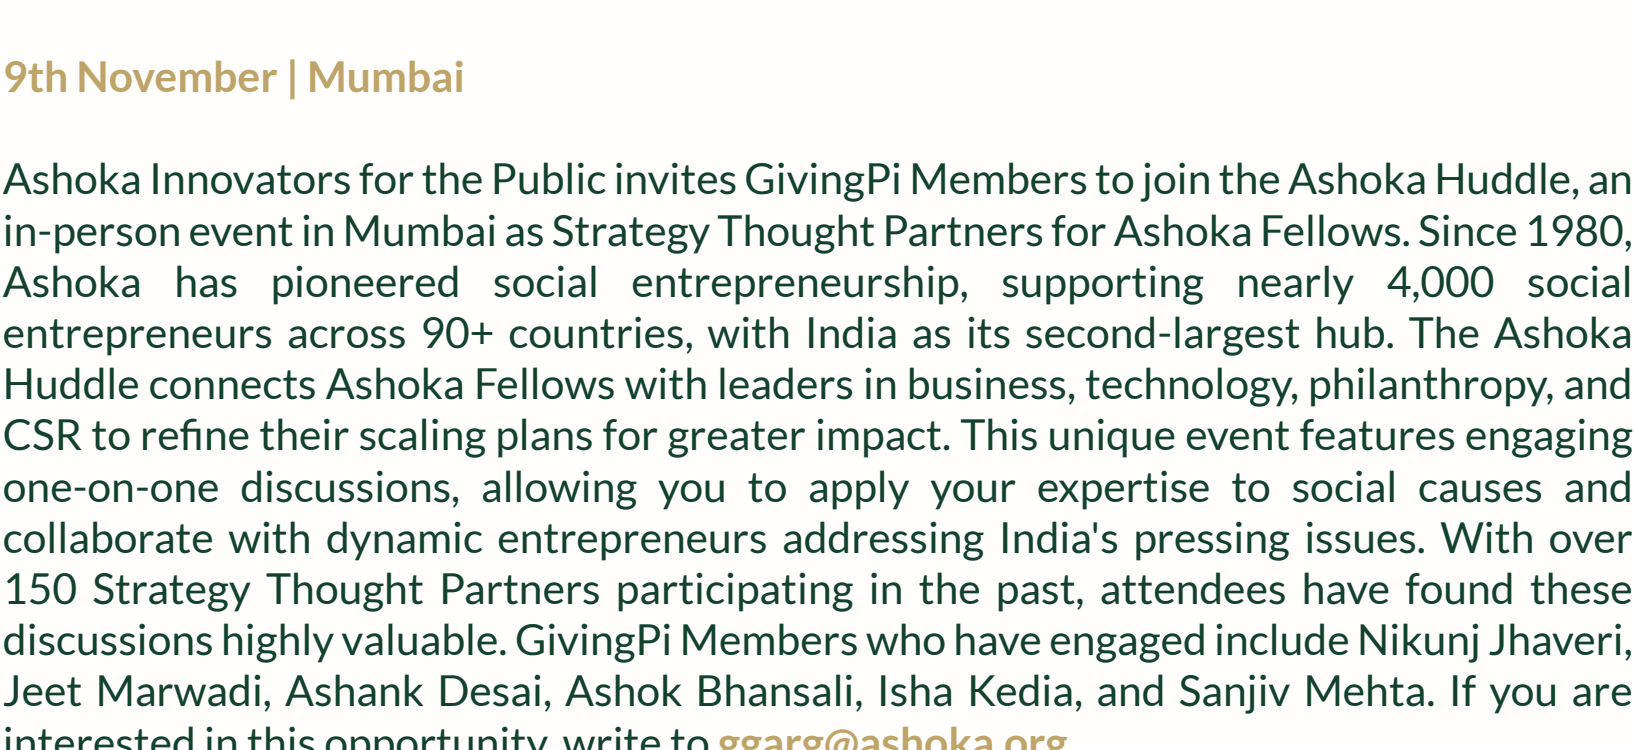 9th November | Mumbai
Ashoka Innovators for the Public invites GivingPi Members to join the Ashoka Huddle, an
in-person event in Mumbai as Strategy Thought Partners for Ashoka Fellows. Since 1980,
Ashoka has pioneered social entrepreneurship, supporting nearly 4,000 social
entrepreneurs across 90+ countries, with India as its second-largest hub. The Ashoka
Huddle connects Ashoka Fellows with leaders in business, technology, philanthropy, and
CSR to refine their scaling plans for greater impact. This unique event features engaging
one-on-one discussions, allowing you to apply your expertise to social causes and
collaborate with dynamic entrepreneurs addressing India's pressing issues. With over
150 Strategy Thought Partners participating in the past, attendees have found these
discussions highly valuable. GivingPi Members who have engaged include Nikunj Jhaveri,
Jeet Marwadi, Ashank Desai, Ashok Bhansali, Isha Kedia, and Sanjiv Mehta. If you are
interested in this opportunity, write to ggarg@ashoka.org